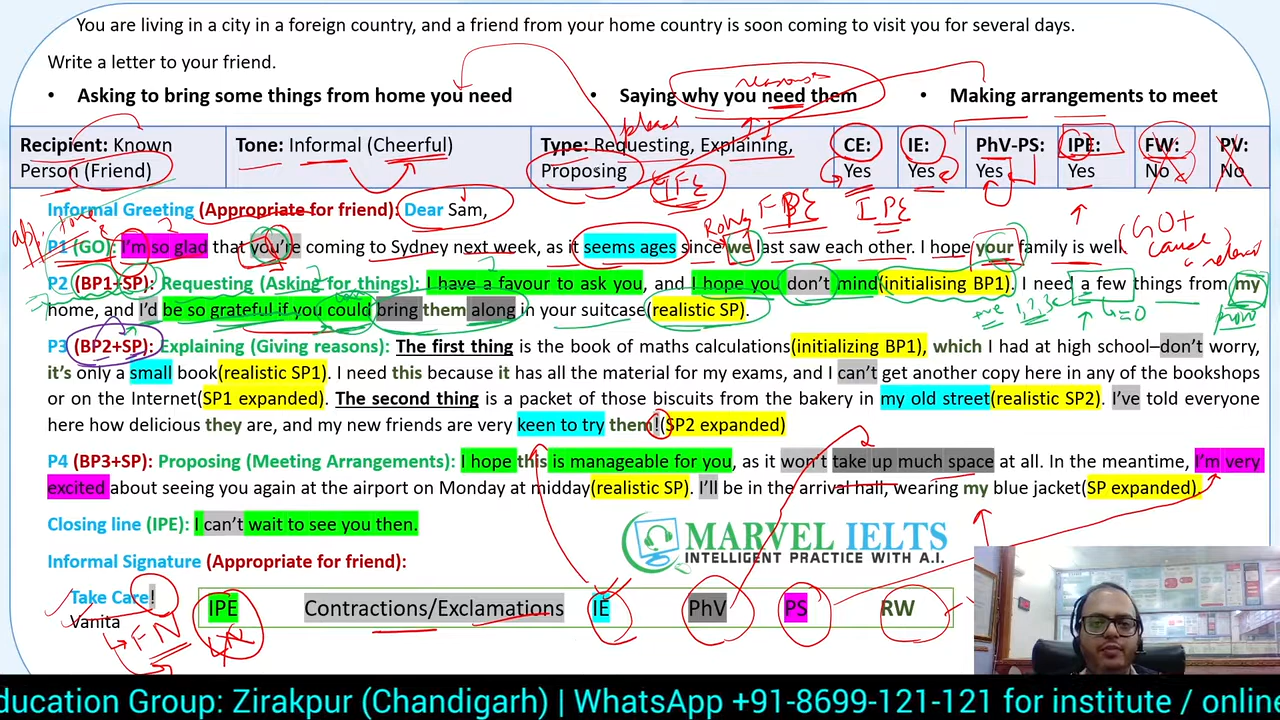 You are living in a city in a foreign country, and a friend from your home country is soon coming to visit you for several days.
Write a letter to your friend.
• Asking to bring some things from home you need • Saying why you need them • Making arrangements to meet
reasons
plead
Recipient: Known Person (Friend)
Tone: Informal (Cheerful)
Type: Requesting, Explaining, Proposing
CE: Yes
IE: Yes
PhV-PS: Yes
IPE: Yes
FW: No
PV: No
IFE
FBE
IPE
Informal Greeting (Appropriate for friend): Dear Sam,
P1 (GO): I'm so glad that you're coming to Sydney next week, as it seems ages since we last saw each other. I hope your family is well.
P2 (BP1+SP): Requesting (Asking for things): I have a favour to ask you, and I hope you don't mind(initialising BP1). I need a few things from my
home, and I'd be so grateful if you could bring them along in your suitcase(realistic SP).
P3 (BP2+SP): Explaining (Giving reasons): The first thing is the book of maths calculations(initializing BP1), which I had at high school–don't worry,
it's only a small book(realistic SP1). I need this because it has all the material for my exams, and I can't get another copy here in any of the bookshops
or on the Internet(SP1 expanded). The second thing is a packet of those biscuits from the bakery in my old street(realistic SP2). I've told everyone
here how delicious they are, and my new friends are very keen to try them!(SP2 expanded)
P4 (BP3+SP): Proposing (Meeting Arrangements): I hope this is manageable for you, as it won't take up much space at all. In the meantime, I'm very
excited about seeing you again at the airport on Monday at midday(realistic SP). I'll be in the arrival hall, wearing my blue jacket(SP expanded).
Closing line (IPE): I can't wait to see you then.
MARVEL IELTS
INTELLIGENT PRACTICE WITH A.I.
Informal Signature (Appropriate for friend):
Take Care!
Vanita
FN
LN
IPE Contractions/Exclamations IE PhV PS RW
ducation Group: Zirakpur (Chandigarh) | WhatsApp +91-8699-121-121 for institute / online